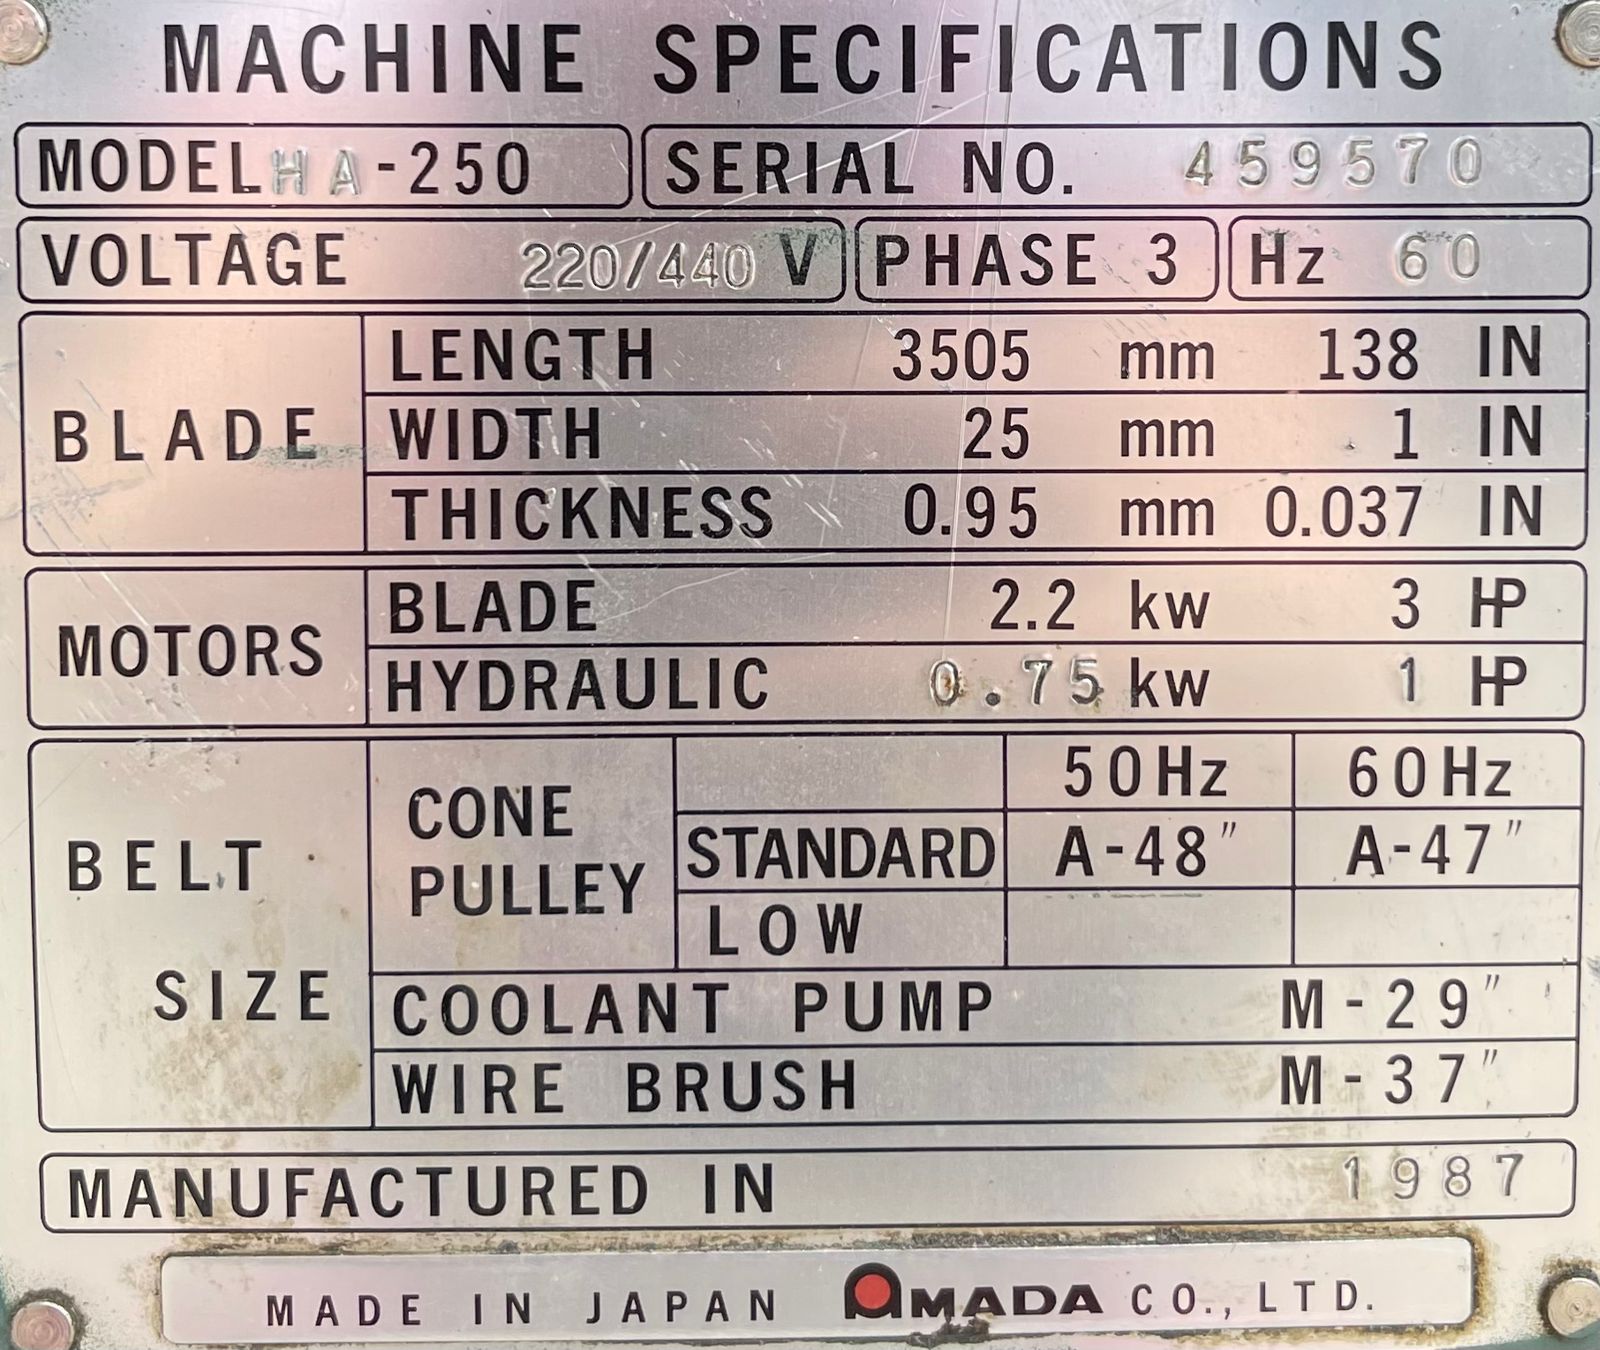 MACHINE SPECIFICATIONS
MODEL HA-250 SERIAL NO. 459570
VOLTAGE 220/440 V PHASE 3 Hz 60
BLADE
LENGTH 3505 mm 138 IN
WIDTH 25 mm 1 IN
THICKNESS 0.95 mm 0.037 IN
MOTORS
BLADE 2.2 kw 3 HP
HYDRAULIC 0.75 kw 1 HP
BELT
SIZE
CONE
PULLEY
50Hz 60Hz
STANDARD A-48" A-47"
LOW
COOLANT PUMP M-29"
WIRE BRUSH M-37"
MANUFACTURED IN 1987
MADE IN JAPAN AMADA CO., LTD.